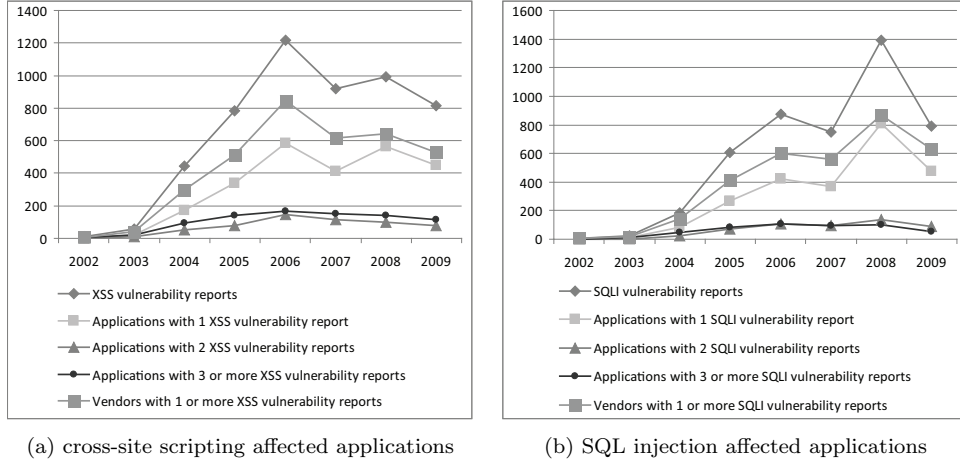 1400
1200
1000
800
600
400
200
0
2002 2003 2004 2005 2006 2007 2008 2009
XSS vulnerability reports
Applications with 1 XSS vulnerability report
Applications with 2 XSS vulnerability reports
Applications with 3 or more XSS vulnerability reports
Vendors with 1 or more XSS vulnerability reports
(a) cross-site scripting affected applications
1600
1400
1200
1000
800
600
400
200
0
2002 2003 2004 2005 2006 2007 2008 2009
SQLI vulnerability reports
Applications with 1 SQLI vulnerability report
Applications with 2 SQLI vulnerability reports
Applications with 3 or more SQLI vulnerability reports
Vendors with 1 or more SQLI vulnerability reports
(b) SQL injection affected applications